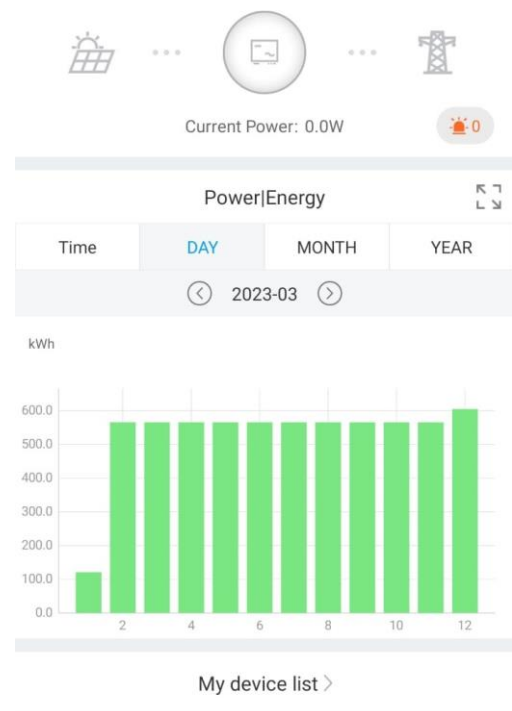 Current Power: 0.0W
0
Power|Energy
Time DAY MONTH YEAR
2023-03
kWh
600.0
500.0
400.0
300.0
200.0
100.0
0.0
2 4 6 8 10 12
My device list